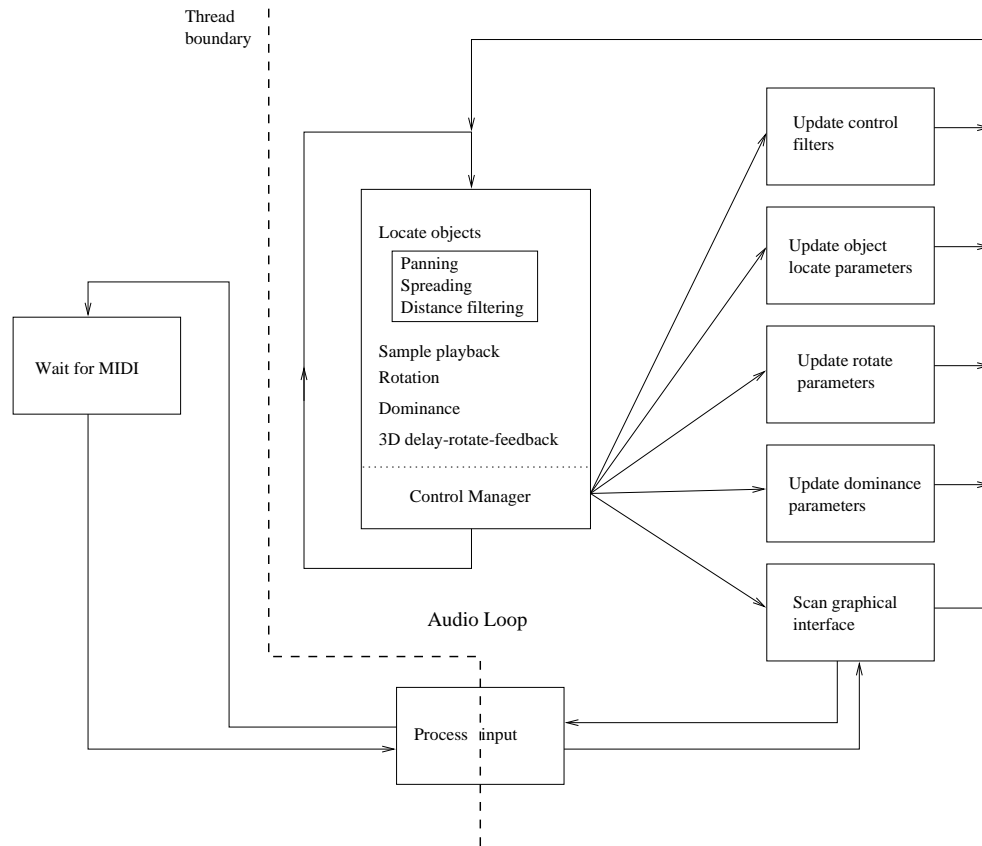 Thread
boundary
Update control
filters
Locate objects
Panning
Spreading
Distance filtering
Update object
locate parameters
Wait for MIDI
Sample playback
Rotation
Dominance
3D delay-rotate-feedback
Update rotate
parameters
Control Manager
Update dominance
parameters
Audio Loop
Scan graphical
interface
Process input